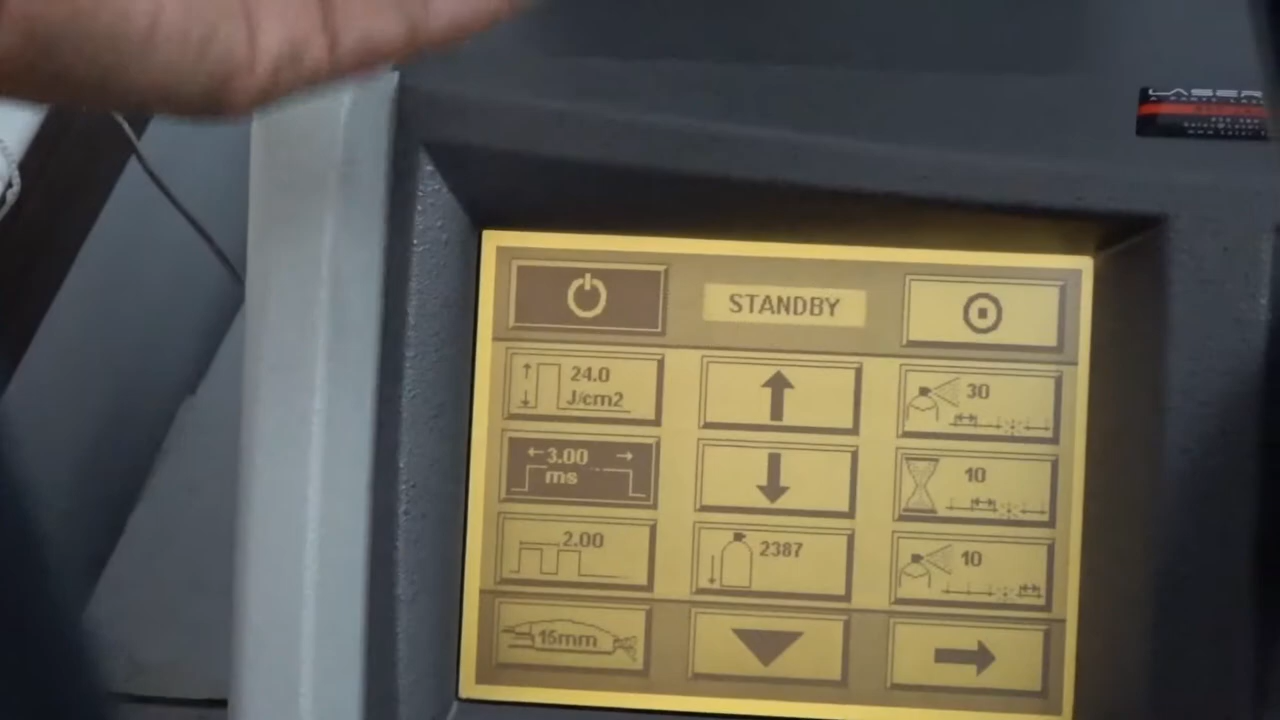 LASER
STANDBY
24.0
J/cm2
30
←3.00 →
ms
10
2.00
2387
10
15mm